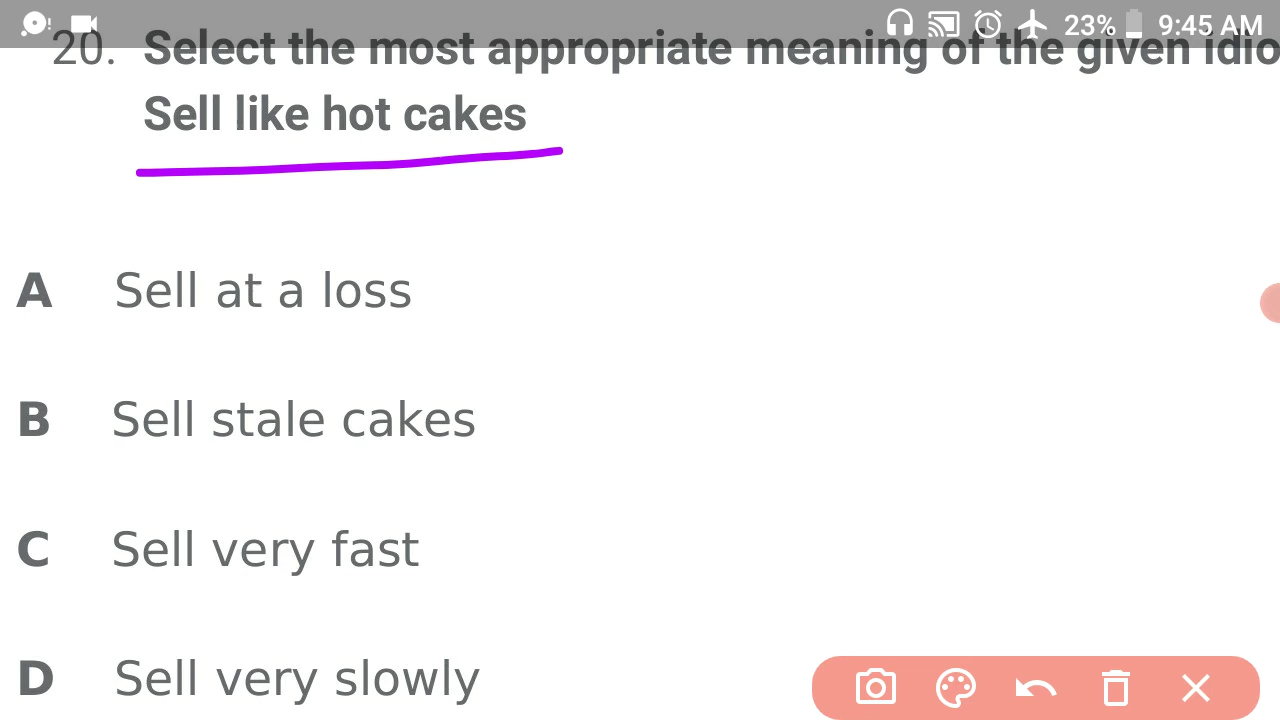 23% 9:45 AM
20. Select the most appropriate meaning of the given idio
Sell like hot cakes
A Sell at a loss
B Sell stale cakes
C Sell very fast
D Sell very slowly